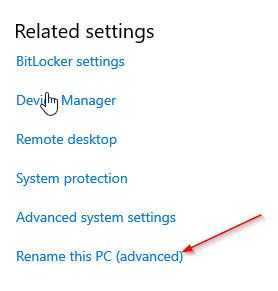 Related settings
BitLocker settings
Device Manager
Remote desktop
System protection
Advanced system settings
Rename this PC (advanced)